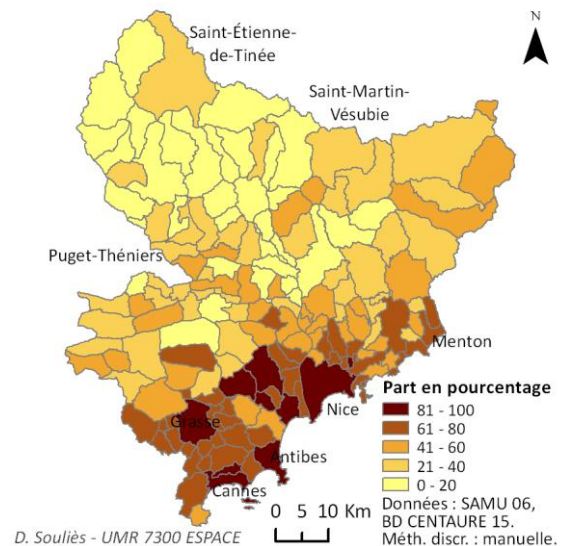 Saint-Étienne-
de-Tinée
N
Saint-Martin-
Vésubie
Puget-Théniers
Menton
Part en pourcentage
81 - 100
61 - 80
41 - 60
21 - 40
0 - 20
Nice
Grasse
Antibes
Cannes
0 5 10 Km
Données : SAMU 06,
BD CENTAURE 15.
Méth. discr. : manuelle.
D. Souliès - UMR 7300 ESPACE